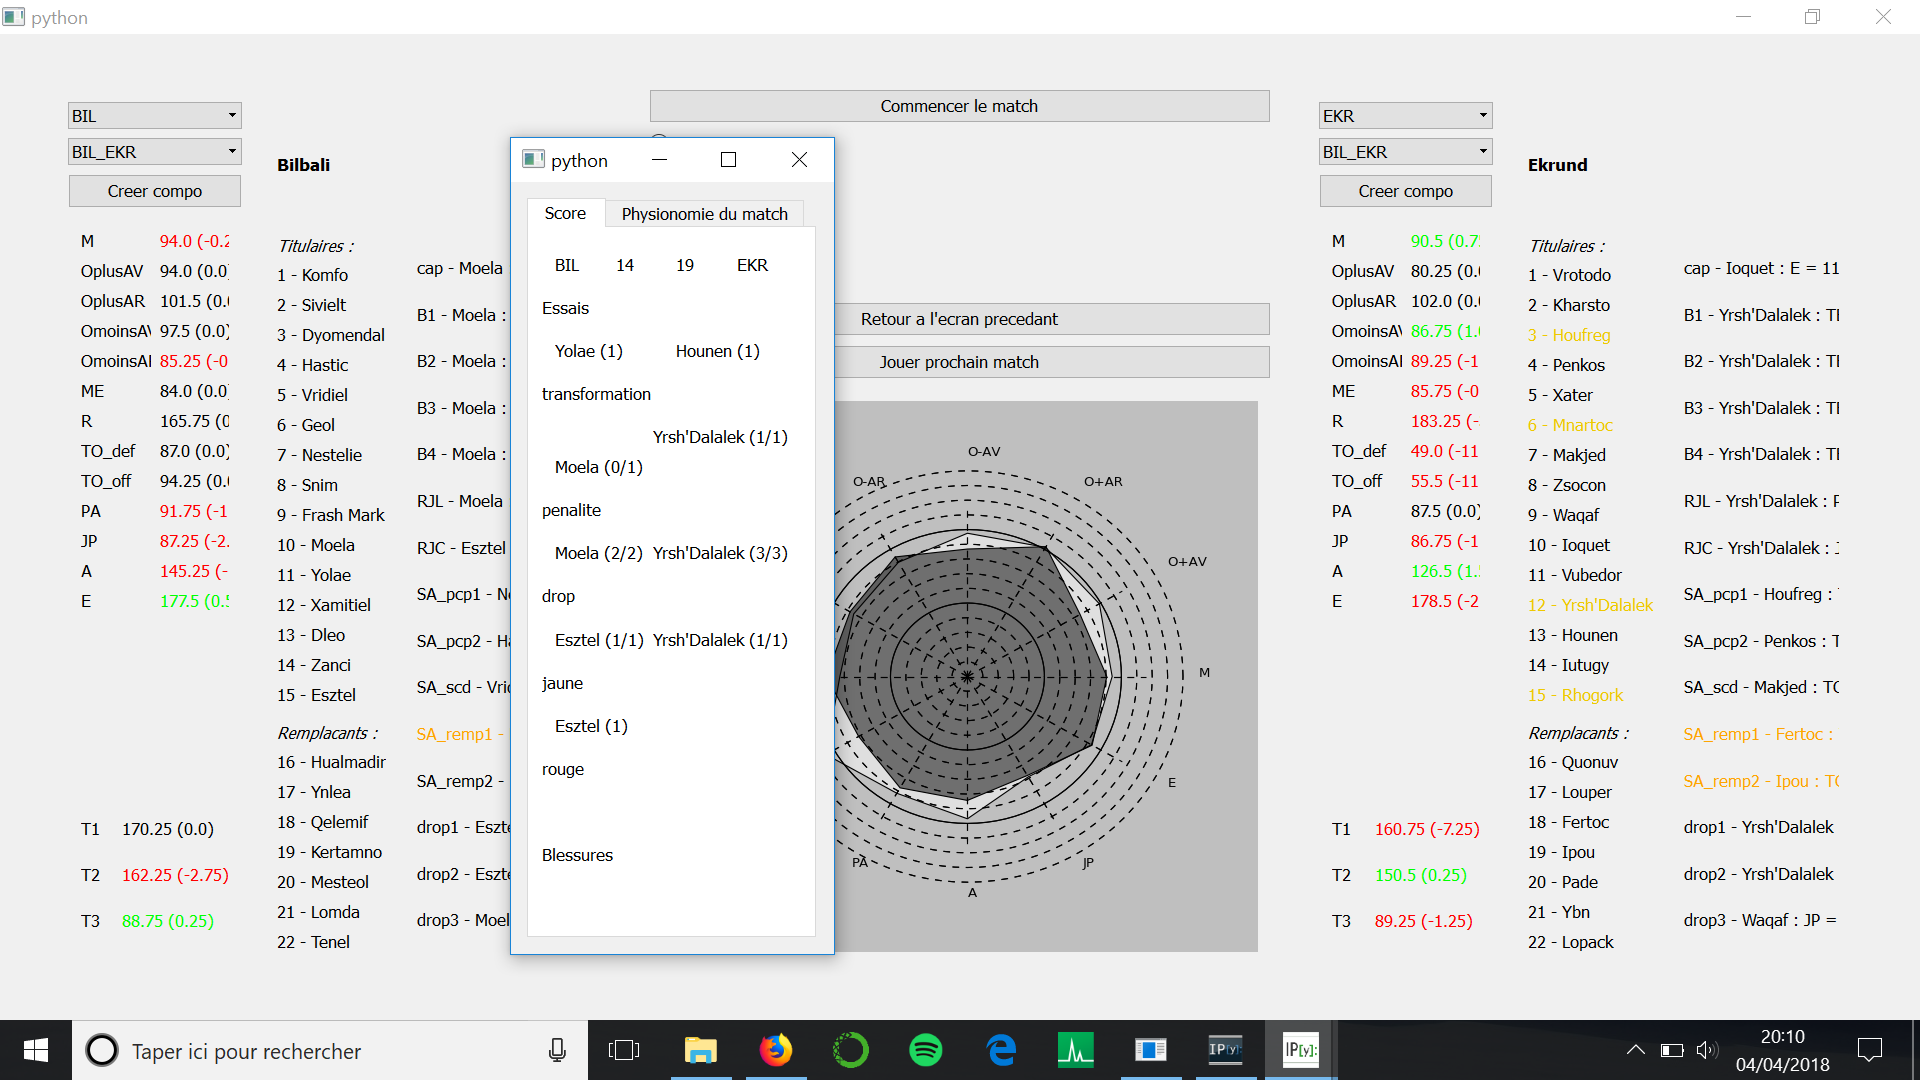 python
BIL
BIL_EKR
Creer compo
Bilbali
M 94.0 (-0.2
OplusAV 94.0 (0.0)
OplusAR 101.5 (0.(
OmoinsAV 97.5 (0.0)
OmoinsAI 85.25 (-0
ME 84.0 (0.0)
R 165.75 (0
TO_def 87.0 (0.0)
TO_off 94.25 (0.(
PA 91.75 (-1
JP 87.25 (-2.
A 145.25 (-
E 177.5 (0.5
T1 170.25 (0.0)
T2 162.25 (-2.75)
T3 88.75 (0.25)
Titulaires :
1 - Komfo
2 - Sivielt
3 - Dyomendal
4 - Hastic
5 - Vridiel
6 - Geol
7 - Nestelie
8 - Snim
9 - Frash Mark
10 - Moela
11 - Yolae
12 - Xamitiel
13 - Dleo
14 - Zanci
15 - Esztel
Remplacants :
16 - Hualmadir
17 - Ynlea
18 - Qelemif
19 - Kertamno
20 - Mesteol
21 - Lomda
22 - Tenel
cap - Moela
B1 - Moela :
B2 - Moela :
B3 - Moela :
B4 - Moela :
RJL - Moela
RJC - Esztel
SA_pcp1 - Ne
SA_pcp2 - Ha
SA_scd - Vric
SA_remp1 -
SA_remp2 -
drop1 - Eszte
drop2 - Eszte
drop3 - Moel
Commencer le match
Retour a l'ecran precedant
Jouer prochain match
python
Score
Physionomie du match
BIL 14 19 EKR
Essais
Yolae (1) Hounen (1)
transformation
Yrsh'Dalalek (1/1)
Moela (0/1)
penalite
Moela (2/2) Yrsh'Dalalek (3/3)
drop
Esztel (1/1) Yrsh'Dalalek (1/1)
jaune
Esztel (1)
rouge
Blessures
O-AV
O-AR
O+AR
O+AV
M
E
JP
A
PA
EKR
BIL_EKR
Creer compo
Ekrund
M 90.5 (0.7
OplusAV 80.25 (0.(
OplusAR 102.0 (0.(
OmoinsAV 86.75 (1.(
OmoinsAI 89.25 (-1
ME 85.75 (-0
R 183.25 (-
TO_def 49.0 (-11
TO_off 55.5 (-11
PA 87.5 (0.0)
JP 86.75 (-1
A 126.5 (1.
E 178.5 (-2
T1 160.75 (-7.25)
T2 150.5 (0.25)
T3 89.25 (-1.25)
Titulaires :
1 - Vrotodo
2 - Kharsto
3 - Houfreg
4 - Penkos
5 - Xater
6 - Mnartoc
7 - Makjed
8 - Zsocon
9 - Waqaf
10 - Ioquet
11 - Vubedor
12 - Yrsh'Dalalek
13 - Hounen
14 - Iutugy
15 - Rhogork
Remplacants :
16 - Quonuv
17 - Louper
18 - Fertoc
19 - Ipou
20 - Pade
21 - Ybn
22 - Lopack
cap - Ioquet : E = 11
B1 - Yrsh'Dalalek : TI
B2 - Yrsh'Dalalek : TI
B3 - Yrsh'Dalalek : TI
B4 - Yrsh'Dalalek : TI
RJL - Yrsh'Dalalek : F
RJC - Yrsh'Dalalek : J
SA_pcp1 - Houfreg :
SA_pcp2 - Penkos : T
SA_scd - Makjed : TC
SA_remp1 - Fertoc :
SA_remp2 - Ipou : TC
drop1 - Yrsh'Dalalek
drop2 - Yrsh'Dalalek
drop3 - Waqaf : JP =
Taper ici pour rechercher
IP[y]:
IP[y]:
20:10
04/04/2018